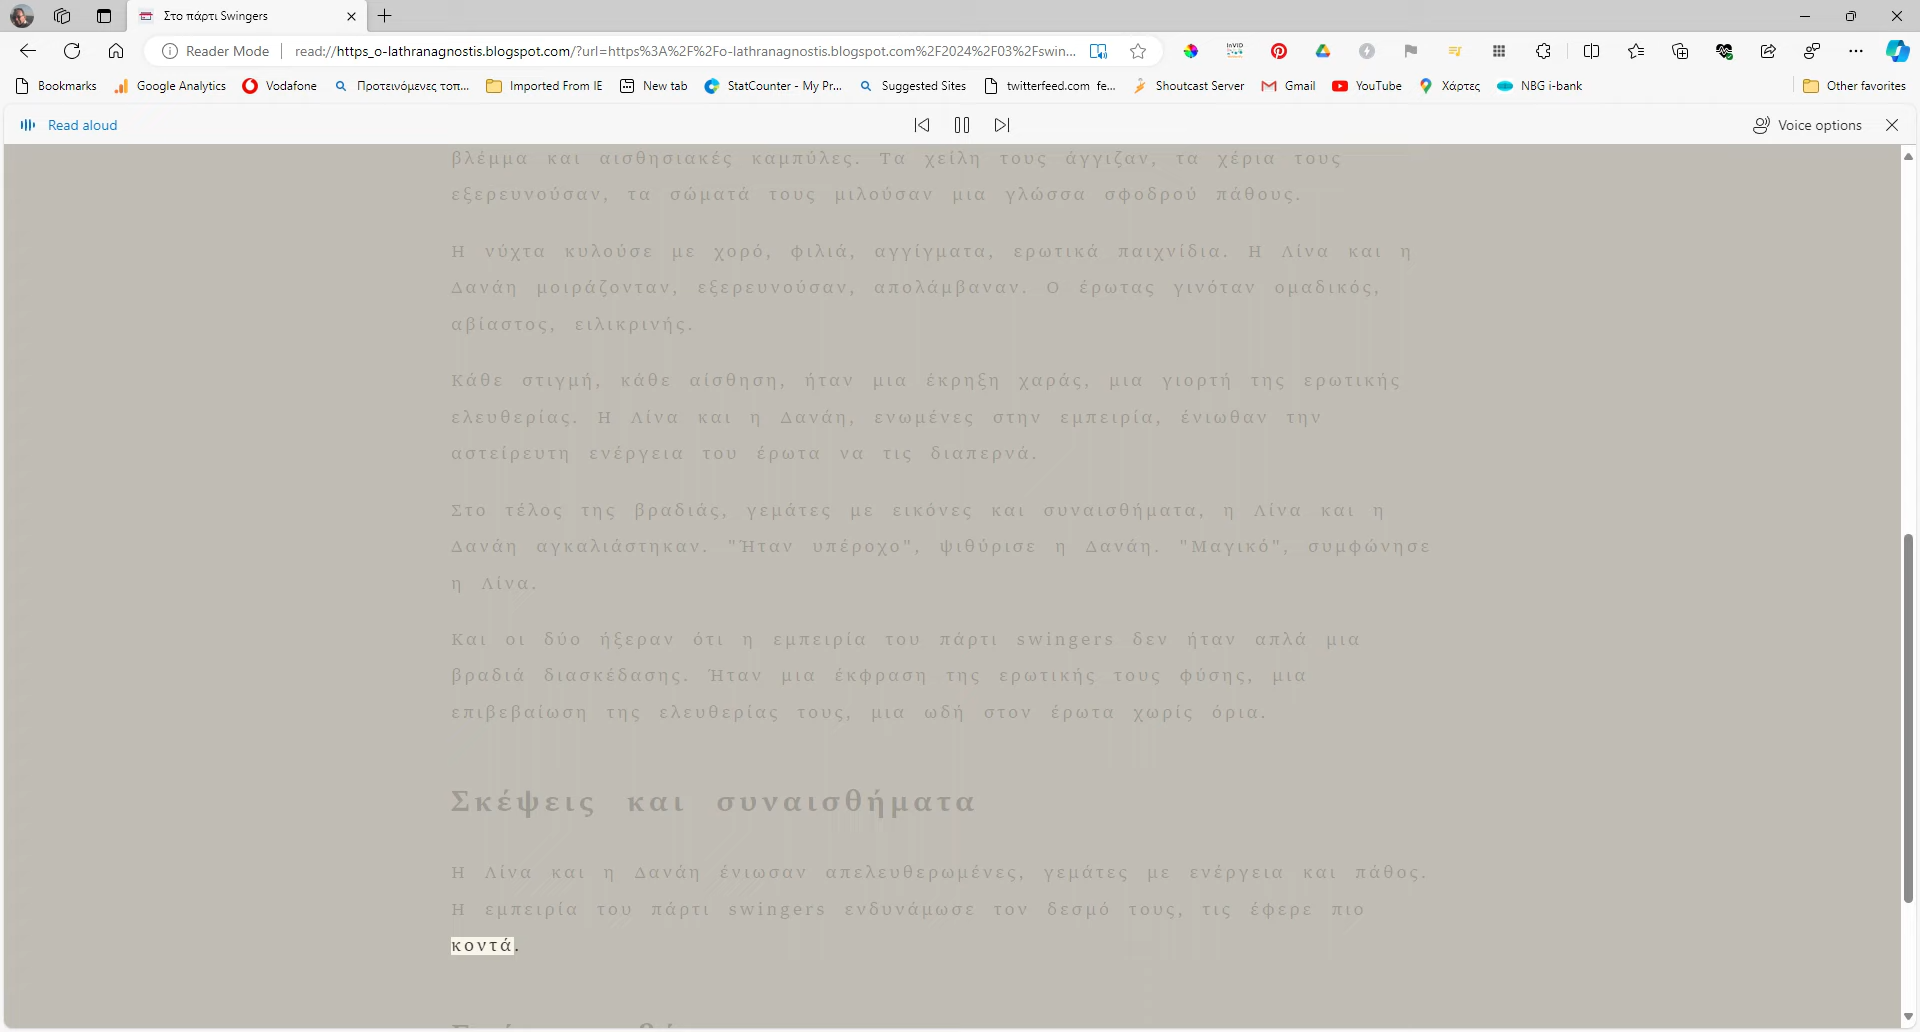 Στο πάρτι Swingers
Reader Mode
read://https_o-lathranagnostis.blogspot.com/?url=https%3A%2F%2Fo-lathranagnostis.blogspot.com%2F2024%2F03%2Fswin...
Bookmarks Google Analytics Vodafone Προτεινόμενες τοπ... Imported From IE New tab StatCounter - My Pr... Suggested Sites twitterfeed.com fe... Shoutcast Server Gmail YouTube Χάρτες NBG i-bank Other favorites
Read aloud Voice options
βλέμμα και αισθησιακές καμπύλες. Τα χείλη τους άγγιζαν, τα χέρια τους
εξερευνούσαν, τα σώματά τους μιλούσαν μια γλώσσα σφοδρού πάθους.
Η νύχτα κυλούσε με χορό, φιλιά, αγγίγματα, ερωτικά παιχνίδια. Η Λίνα και η
Δανάη μοιράζονταν, εξερευνούσαν, απολάμβαναν. Ο έρωτας γινόταν ομαδικός,
αβίαστος, ειλικρινής.
Κάθε στιγμή, κάθε αίσθηση, ήταν μια έκρηξη χαράς, μια γιορτή της ερωτικής
ελευθερίας. Η Λίνα και η Δανάη, ενωμένες στην εμπειρία, ένιωθαν την
αστείρευτη ενέργεια του έρωτα να τις διαπερνά.
Στο τέλος της βραδιάς, γεμάτες με εικόνες και συναισθήματα, η Λίνα και η
Δανάη αγκαλιάστηκαν. "Ήταν υπέροχο", ψιθύρισε η Δανάη. "Μαγικό", συμφώνησε
η Λίνα.
Και οι δύο ήξεραν ότι η εμπειρία του πάρτι swingers δεν ήταν απλά μια
βραδιά διασκέδασης. Ήταν μια έκφραση της ερωτικής τους φύσης, μια
επιβεβαίωση της ελευθερίας τους, μια ωδή στον έρωτα χωρίς όρια.
Σκέψεις και συναισθήματα
Η Λίνα και η Δανάη ένιωσαν απελευθερωμένες, γεμάτες με ενέργεια και πάθος.
Η εμπειρία του πάρτι swingers ενδυνάμωσε τον δεσμό τους, τις έφερε πιο
κοντά.